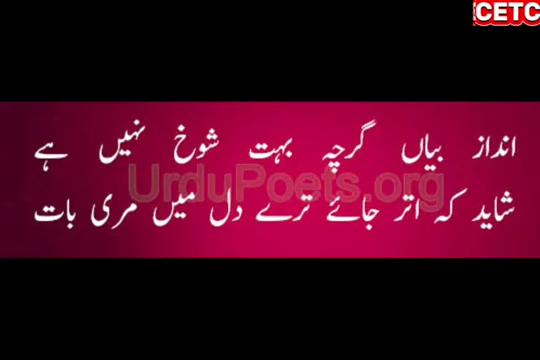 CETC
انداز بیاں گرچہ بہت شوخ نہیں ہے
شاید کہ اتر جائے ترے دل میں مری بات
UrduPoets.org